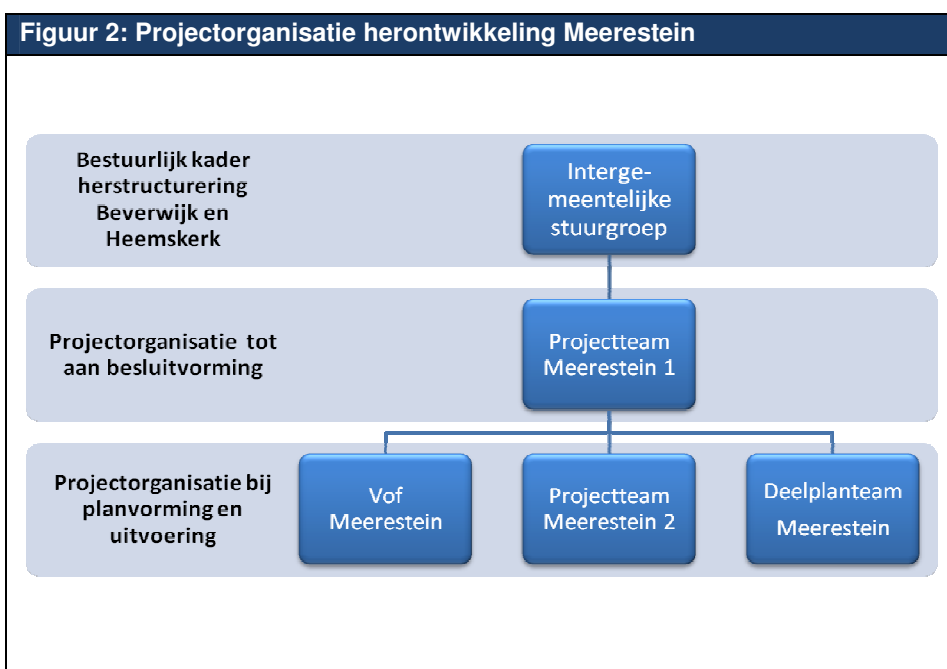 Figuur 2: Projectorganisatie herontwikkeling Meerestein
Bestuurlijk kader
herstructurering
Beverwijk en
Heemskerk
Interge-
meentelijke
stuurgroep
Projectorganisatie tot
aan besluitvorming
Projectteam
Meerestein 1
Projectorganisatie bij
planvorming en
uitvoering
Vof
Meerestein
Projectteam
Meerestein 2
Deelplanteam
Meerestein